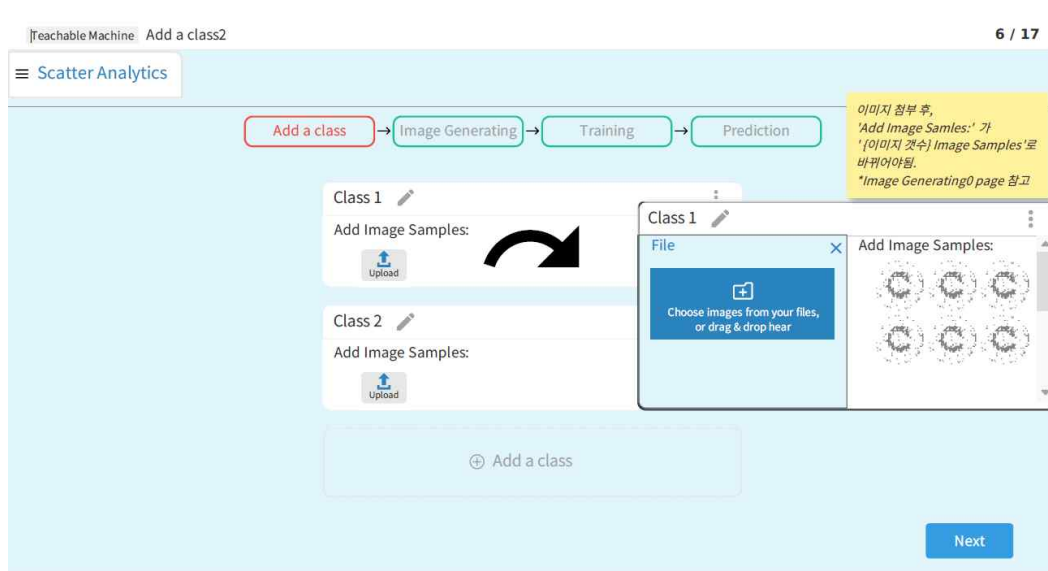 Teachable Machine Add a class2
6 / 17
Scatter Analytics
이미지 첨부 후,
'Add Image Samles:' 가
'{이미지 갯수} Image Samples'로
바뀌어야됨.
*Image Generating0 page 참고
Add a class → Image Generating → Training → Prediction
Class 1
Add Image Samples:
Upload
Class 1
File
Choose images from your files,
or drag & drop hear
Add Image Samples:
Class 2
Add Image Samples:
Upload
Add a class
Next